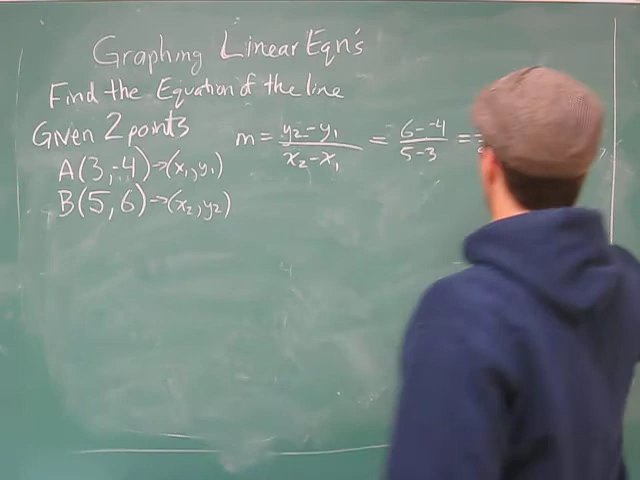 Graphing Linear Eqn's
Find the Equation of the line
Given 2 points
A(3,-4)→(x₁,y₁)
B(5,6)→(x₂,y₂)
m = y₂-y₁/x₂-x₁ = 6--4/5-3 =